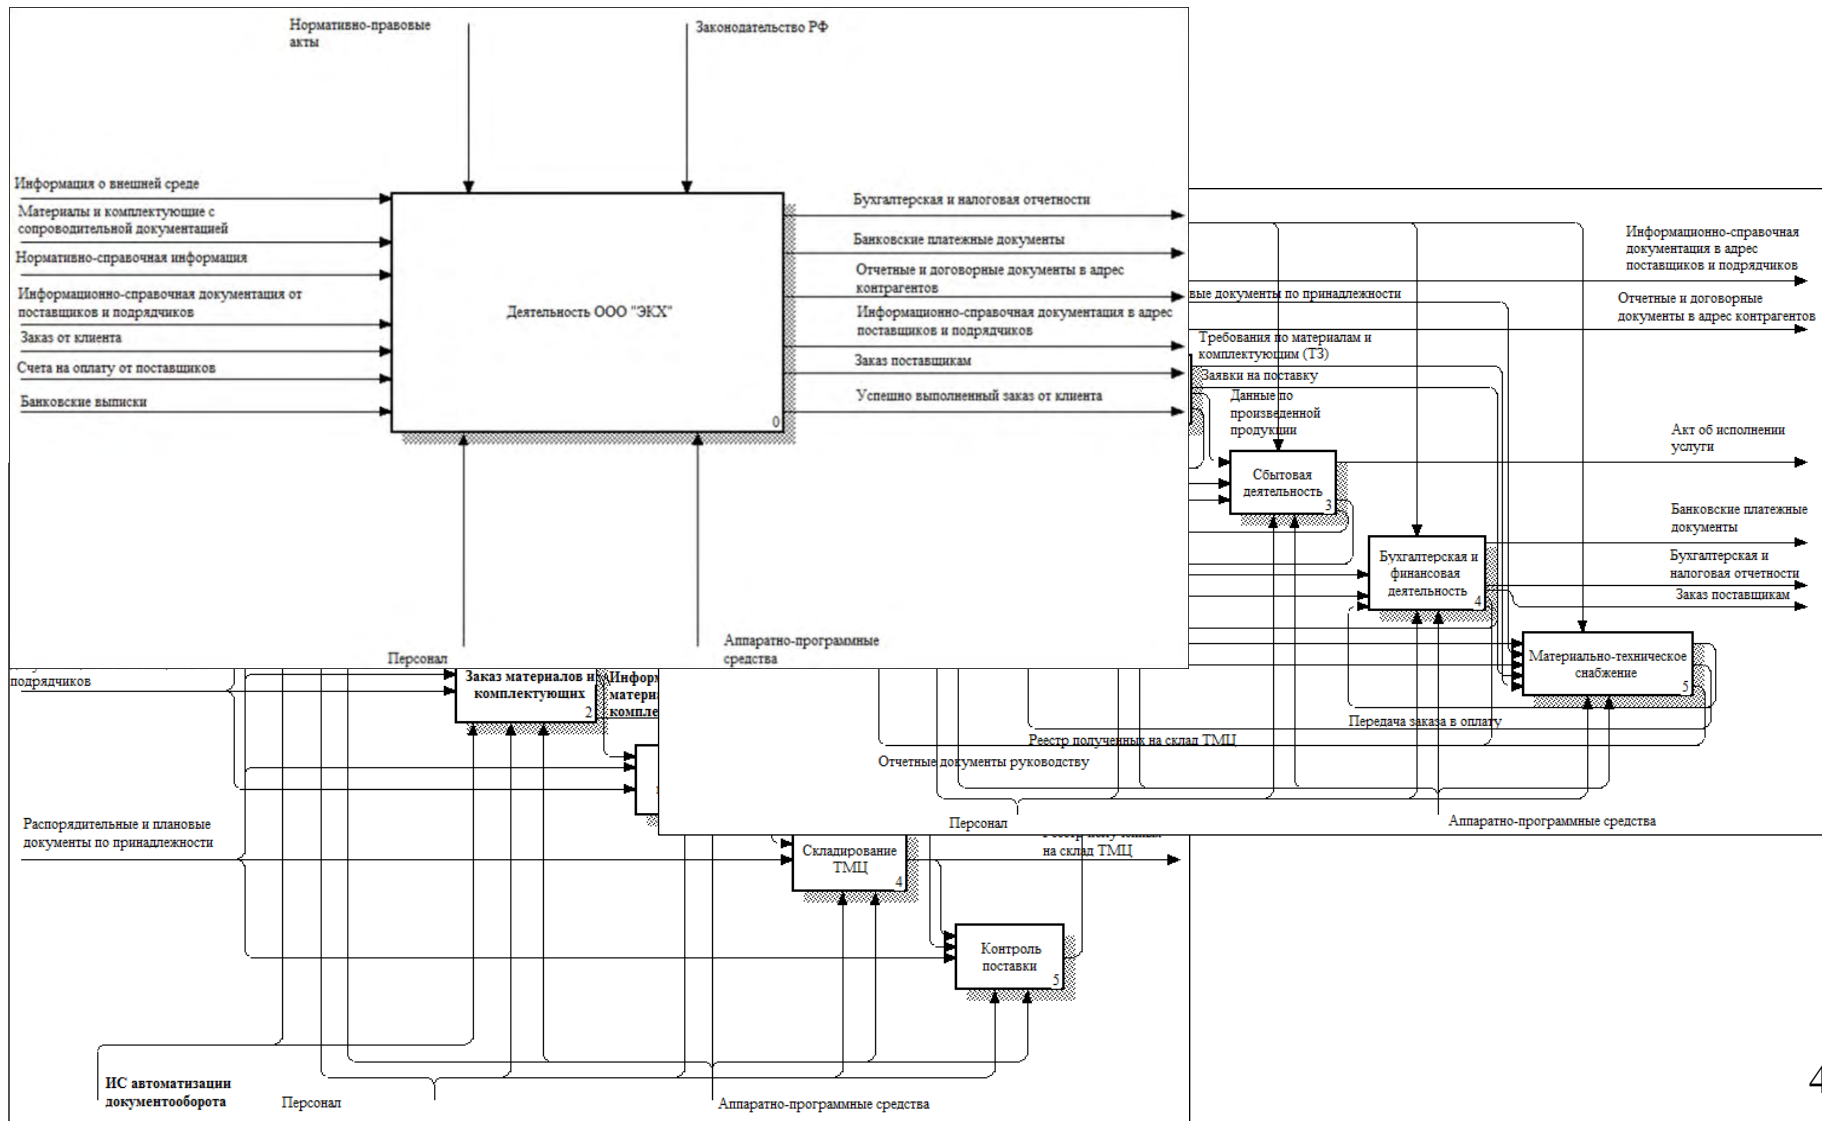 Нормативно-правовые
акты
Законодательство РФ
Информация о внешней среде
Материалы и комплектующие с
сопроводительной документацией
Нормативно-справочная информация
Информационно-справочная документация от
поставщиков и подрядчиков
Заказ от клиента
Счета на оплату от поставщиков
Банковские выписки
Деятельность ООО "ЭКХ"
0
Бухгалтерская и налоговая отчетности
Банковские платежные документы
Отчетные и договорные документы в адрес
контрагентов
Информационно-справочная документация в адрес
поставщиков и подрядчиков
Заказ поставщикам
Успешно выполненный заказ от клиента
Персонал
Аппаратно-программные
средства
Информационно-справочная
документация в адрес
поставщиков и подрядчиков
документы по принадлежности
Отчетные и договорные
документы в адрес контрагентов
Требования по материалам и
комплектующим (ТЗ)
Заявки на поставку
Данные по
произведенной
продукции
Сбытовая
деятельность
3
Акт об исполнении
услуги
Бухгалтерская и
финансовая
деятельность
4
Банковские платежные
документы
Бухгалтерская и
налоговая отчетности
Заказ поставщикам
Материально-техническое
снабжение
5
Передача заказа в оплату
Реестр полученных на склад ТМЦ
Отчетные документы руководству
Персонал
Аппаратно-программные средства
подрядчиков
Заказ материалов и
комплектующих
2
Распорядительные и плановые
документы по принадлежности
Складирование
ТМЦ
4
на склад ТМЦ
Контроль
поставки
5
ИС автоматизации
документооборота
Персонал
Аппаратно-программные средства
4